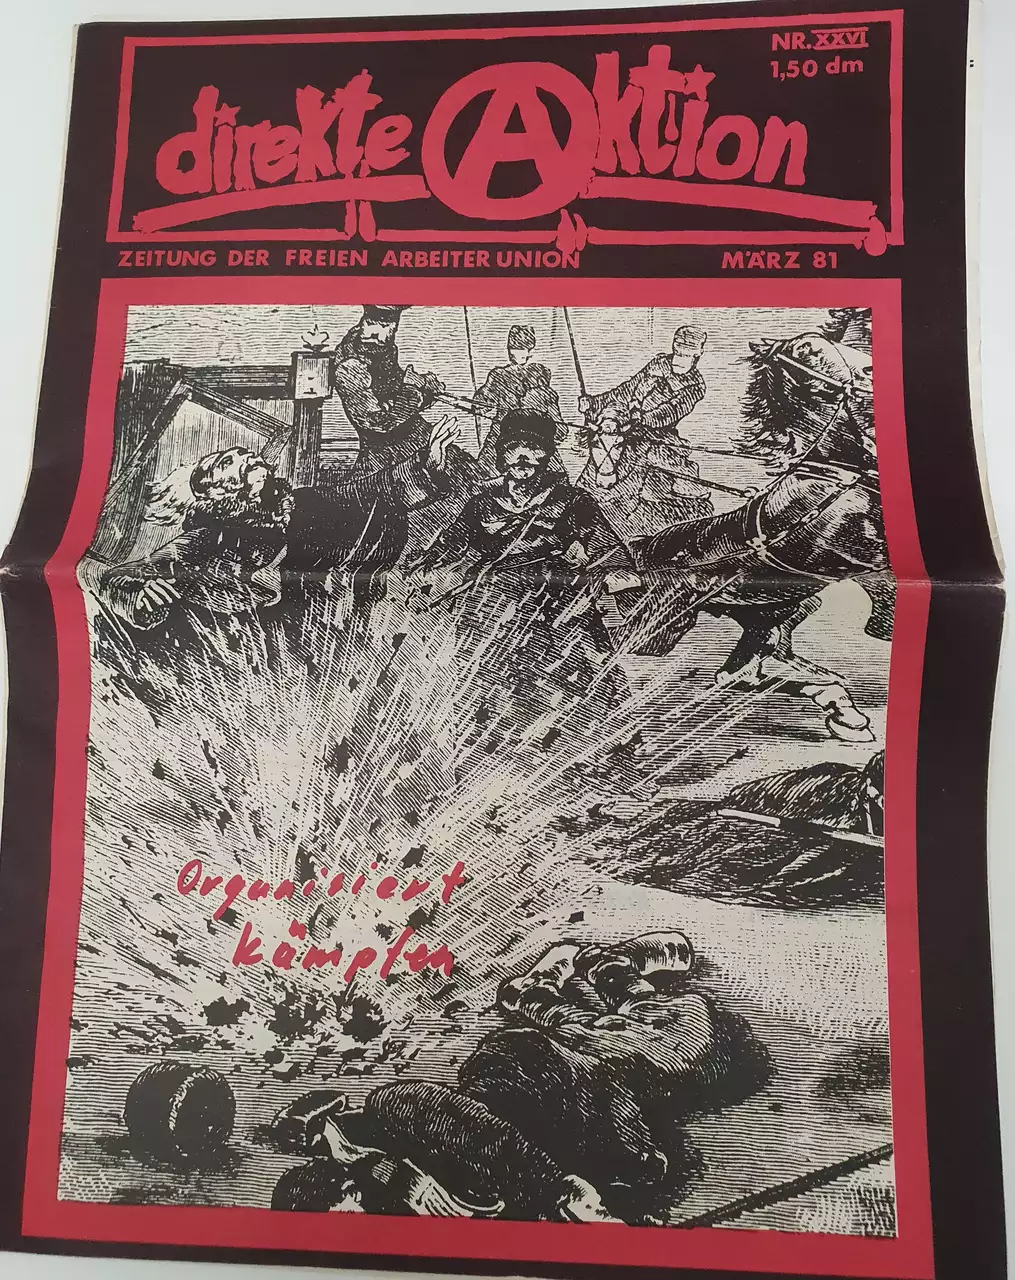 NR. XXVI
1,50 dm
direkte Aktion
ZEITUNG DER FREIEN ARBEITER UNION MÄRZ 81
Organisiert
kämpfen